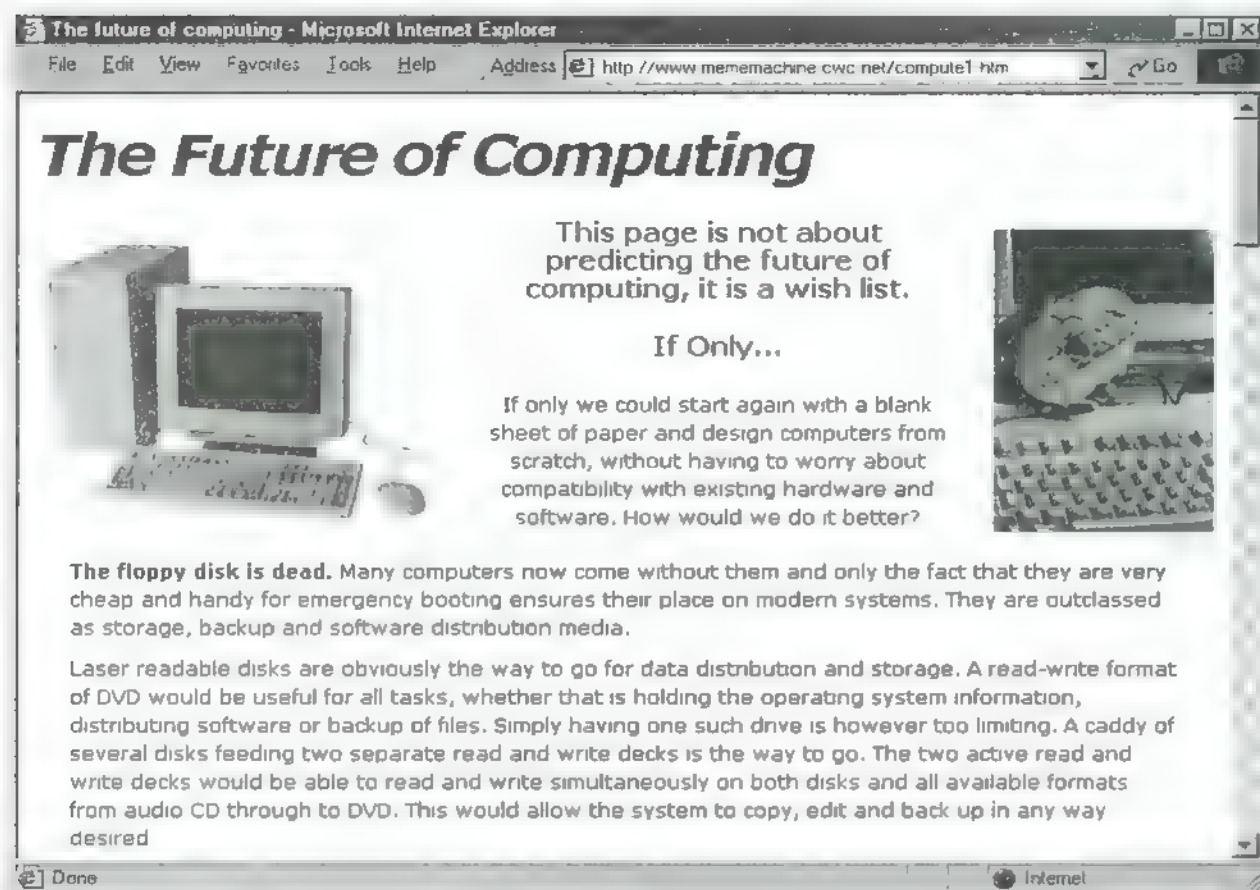 The future of computing - Microsoft Internet Explorer
File Edit View Favorites Tools Help Address http://www.mememachine.cwc.net/compute1.htm Go
The Future of Computing
This page is not about
predicting the future of
computing, it is a wish list.
If Only...
If only we could start again with a blank
sheet of paper and design computers from
scratch, without having to worry about
compatibility with existing hardware and
software. How would we do it better?
The floppy disk is dead. Many computers now come without them and only the fact that they are very
cheap and handy for emergency booting ensures their place on modern systems. They are outclassed
as storage, backup and software distribution media.
Laser readable disks are obviously the way to go for data distribution and storage. A read-write format
of DVD would be useful for all tasks, whether that is holding the operating system information,
distributing software or backup of files. Simply having one such drive is however too limiting. A caddy of
several disks feeding two separate read and write decks is the way to go. The two active read and
write decks would be able to read and write simultaneously on both disks and all available formats
from audio CD through to DVD. This would allow the system to copy, edit and back up in any way
desired
Done Internet